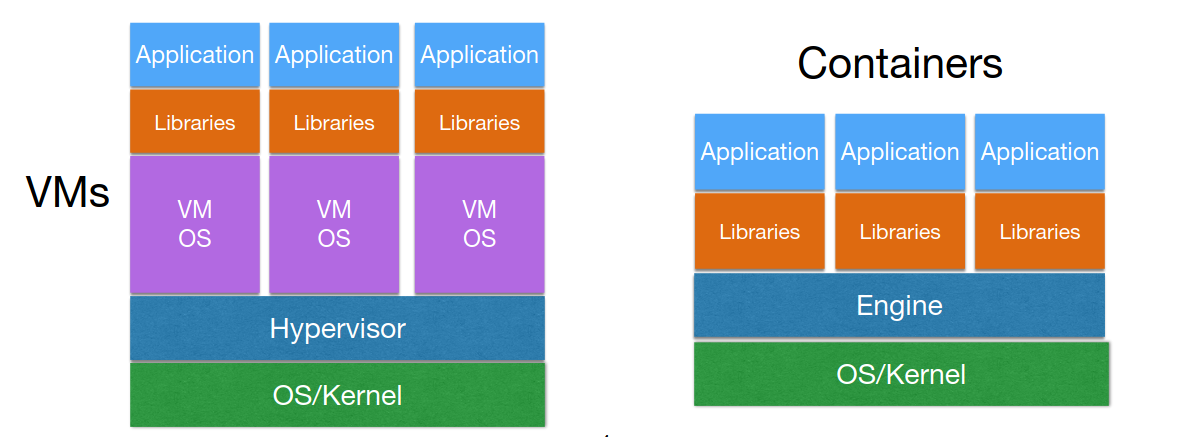 Application Application Application
Libraries Libraries Libraries
VMs
VM VM VM
OS OS OS
Hypervisor
OS/Kernel
Containers
Application Application Application
Libraries Libraries Libraries
Engine
OS/Kernel